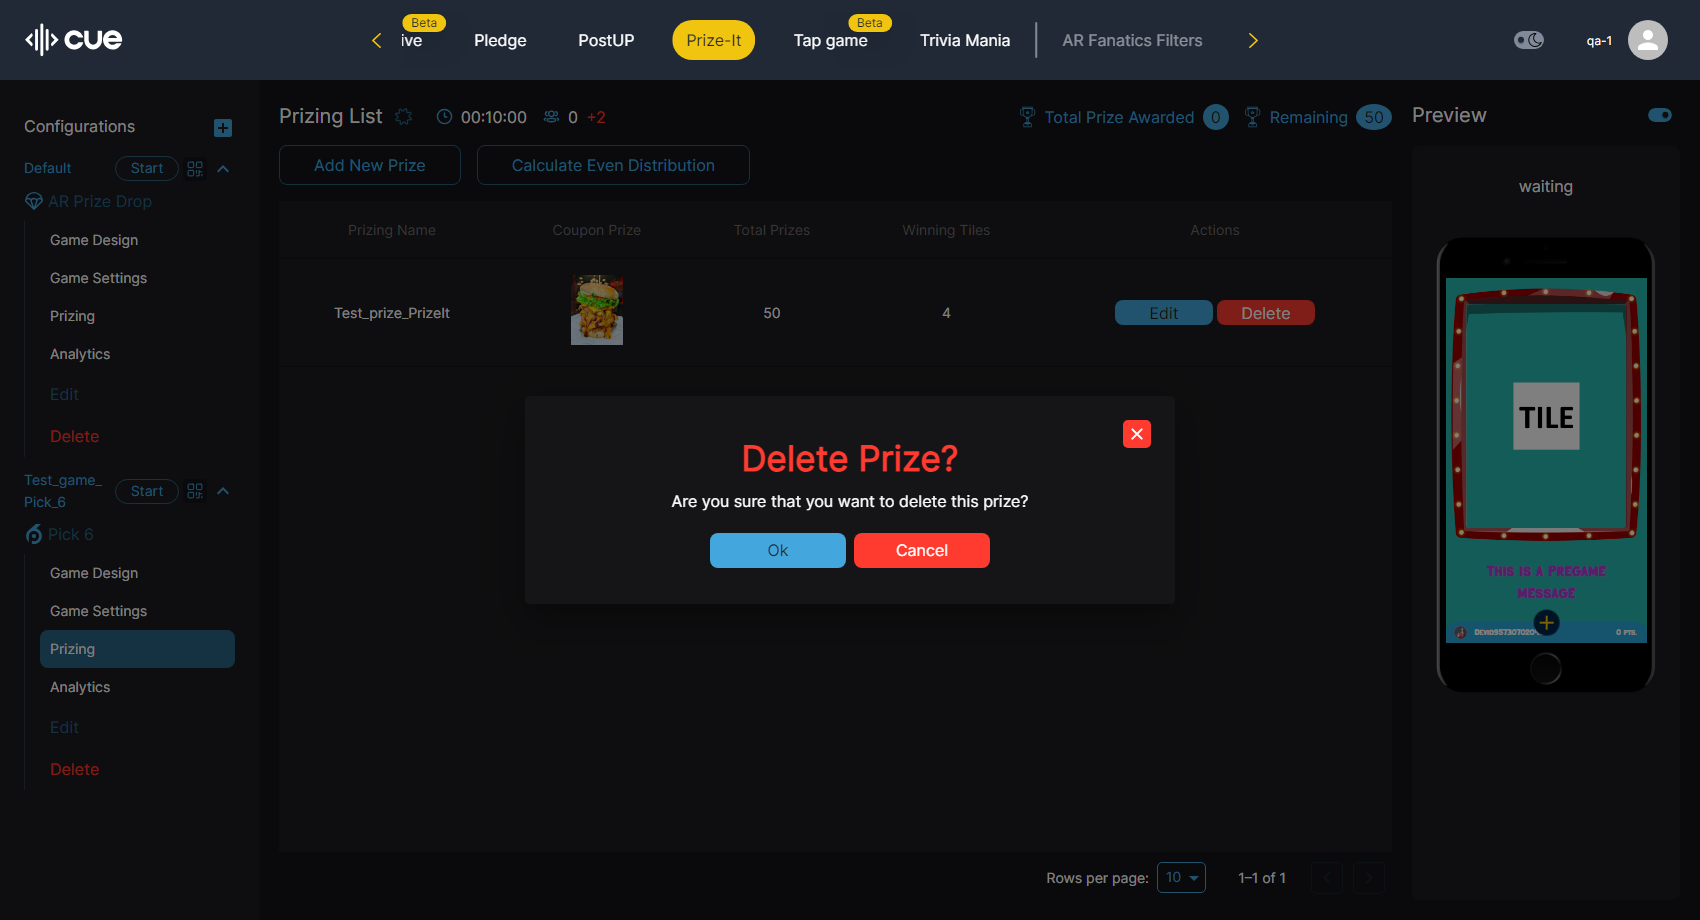 cue
Beta
ive
Pledge
PostUP
Prize-It
Beta
Tap game
Trivia Mania
AR Fanatics Filters
qa-1
Configurations
Default
Start
AR Prize Drop
Game Design
Game Settings
Prizing
Analytics
Edit
Delete
Test_game_
Pick_6
Start
Pick 6
Game Design
Game Settings
Prizing
Analytics
Edit
Delete
Prizing List
00:10:00
0 +2
Total Prize Awarded 0
Remaining 50
Add New Prize
Calculate Even Distribution
Prizing Name
Coupon Prize
Total Prizes
Winning Tiles
Actions
Test_prize_PrizeIt
50
4
Edit
Delete
Delete Prize?
Are you sure that you want to delete this prize?
Ok
Cancel
Rows per page: 10
1–1 of 1
Preview
waiting
TILE
THIS IS A PREGAME
MESSAGE
0 PTS.